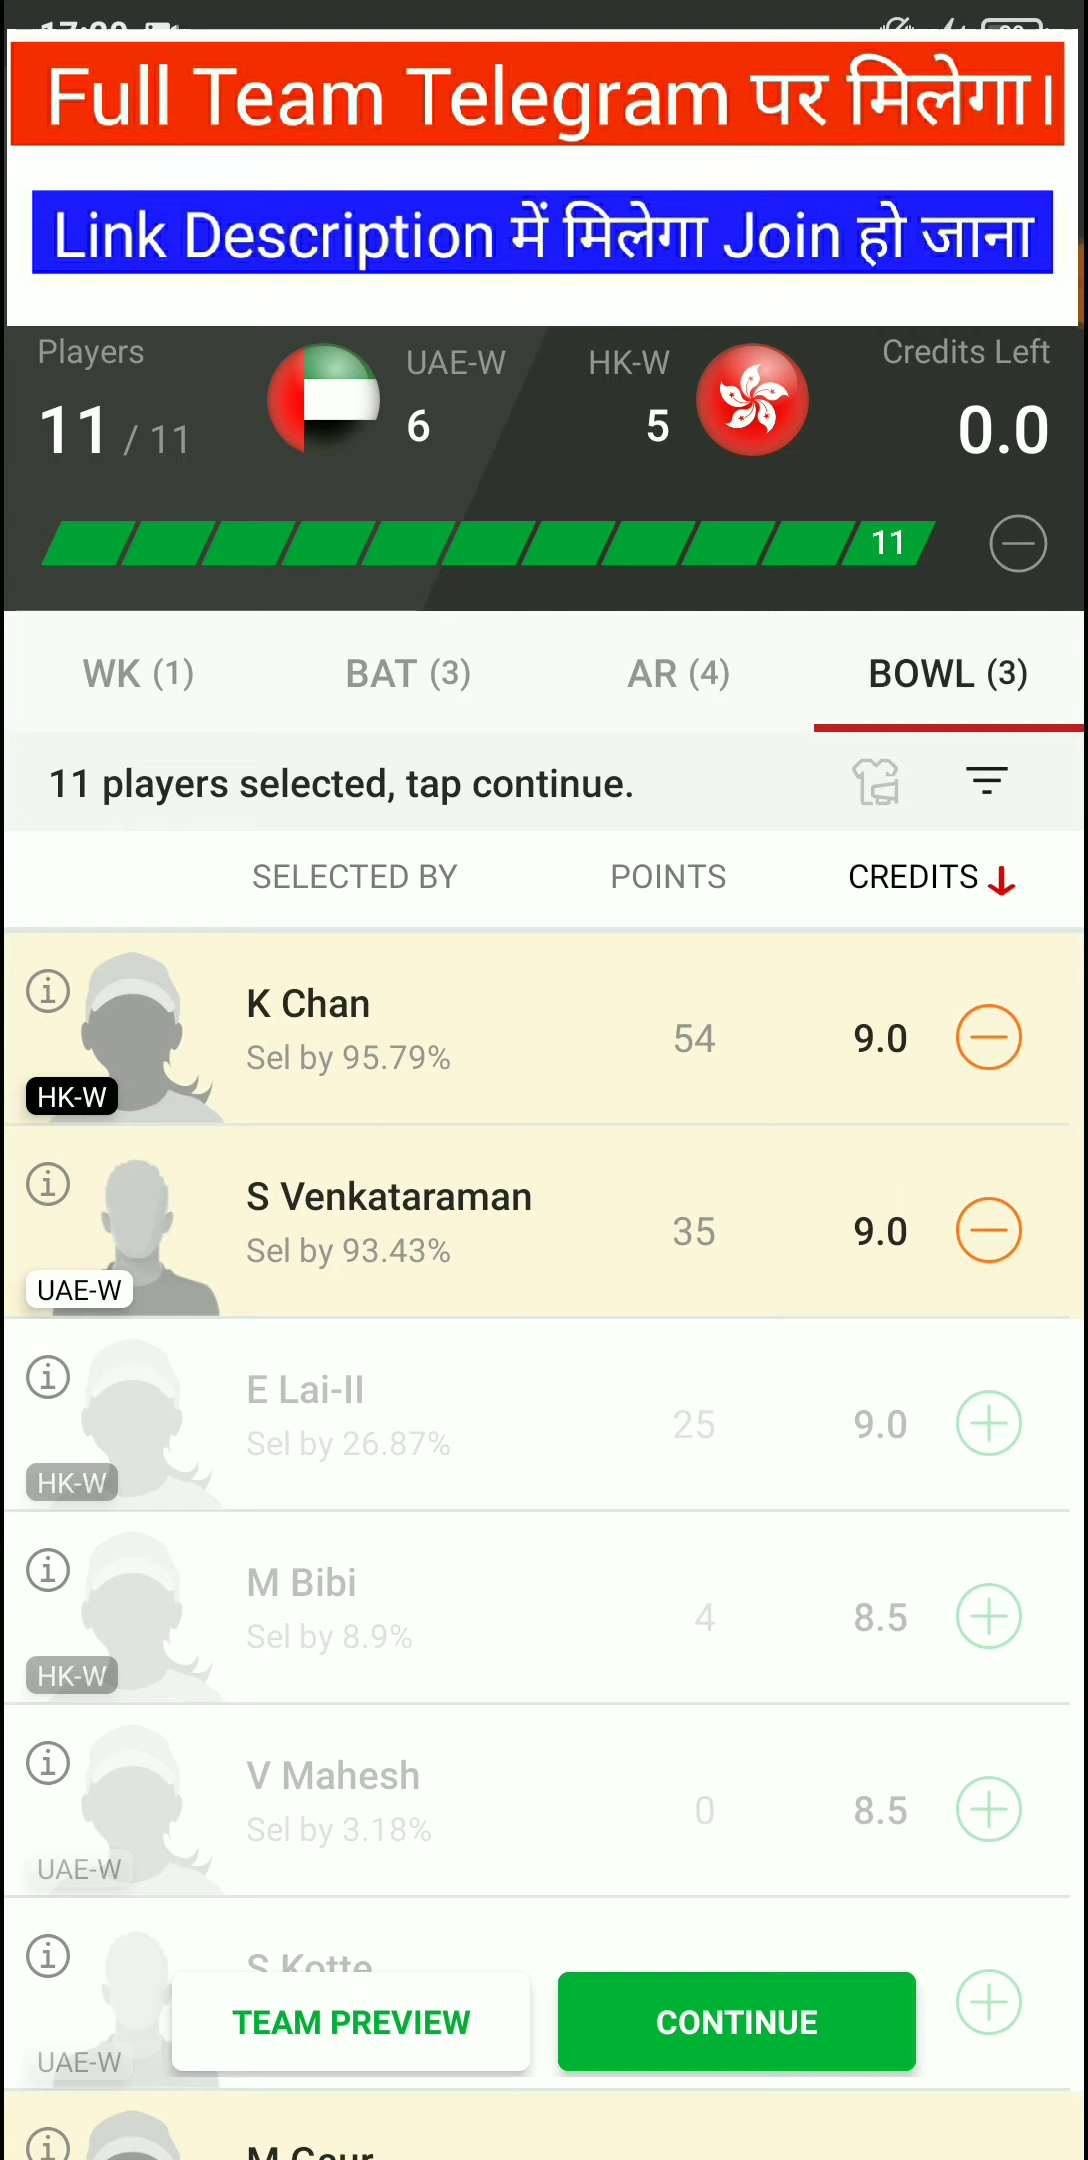 Full Team Telegram पर मिलेगा।
Link Description में मिलेगा Join हो जाना
Players UAE-W HK-W Credits Left
11 / 11 6 5 0.0
11
WK (1) BAT (3) AR (4) BOWL (3)
11 players selected, tap continue.
SELECTED BY POINTS CREDITS
K Chan
Sel by 95.79% 54 9.0
HK-W
S Venkataraman
Sel by 93.43% 35 9.0
UAE-W
E Lai-II
Sel by 26.87% 25 9.0
HK-W
M Bibi
Sel by 8.9% 4 8.5
HK-W
V Mahesh
Sel by 3.18% 0 8.5
UAE-W
S Kotte
TEAM PREVIEW CONTINUE
UAE-W